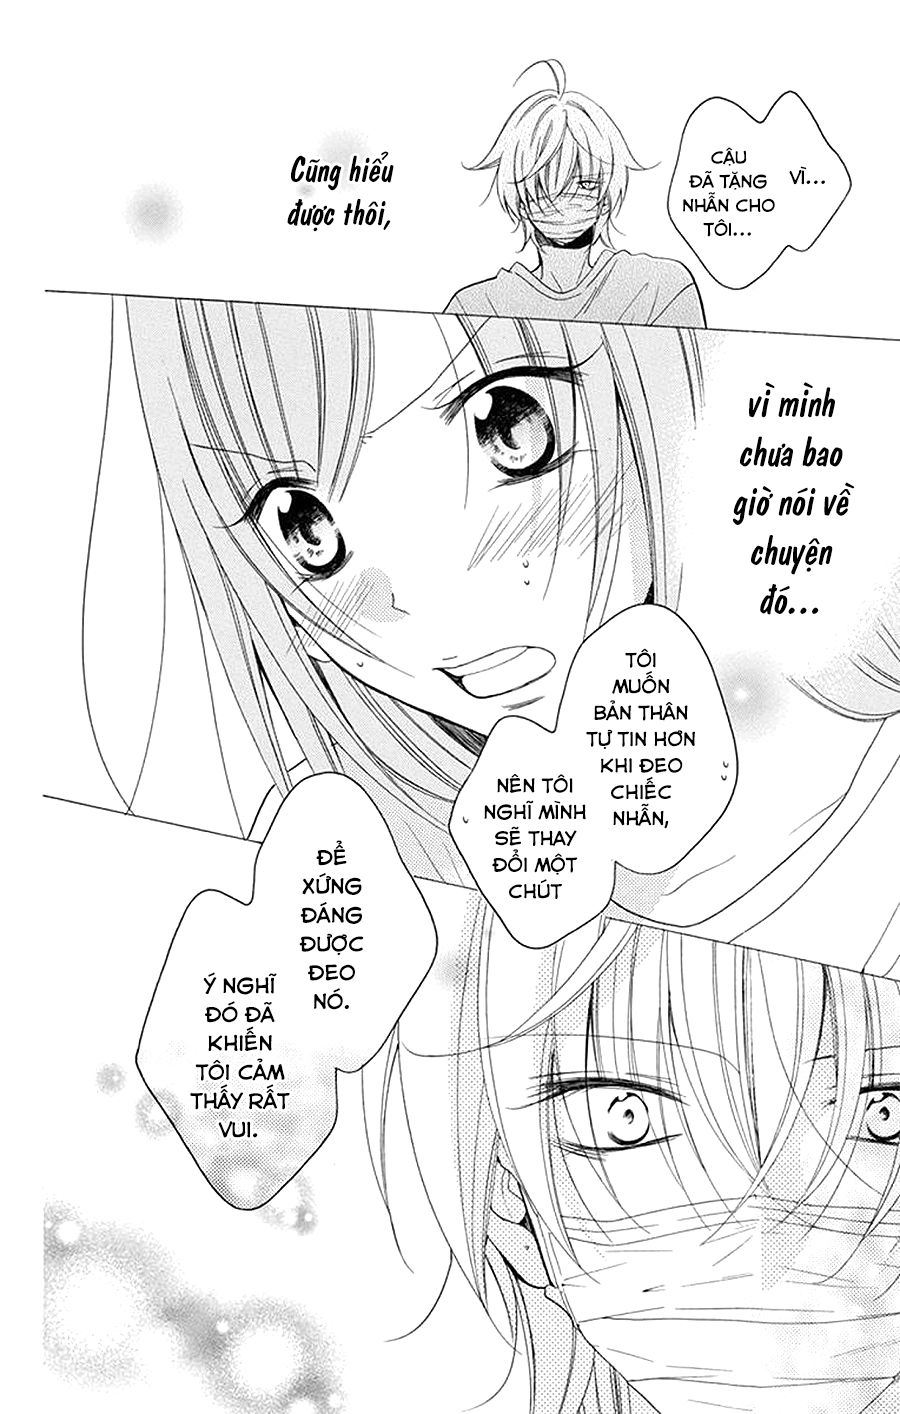 VÌ...
CẬU
ĐÃ TẶNG
NHẪN CHO
TÔI...
Cũng hiểu
được thôi,
vì mình
chưa bao
giờ nói về
chuyện
đó...
TÔI
MUỐN
BẢN THÂN
TỰ TIN HƠN
KHI ĐEO
CHIẾC
NHẪN,
NÊN TÔI
NGHĨ MÌNH
SẼ THAY
ĐỔI MỘT
CHÚT
ĐỂ
XỨNG
ĐÁNG
ĐƯỢC
ĐEO
NÓ.
Ý NGHĨ
ĐÓ ĐÃ
KHIẾN
TÔI CẢM
THẤY RẤT
VUI.